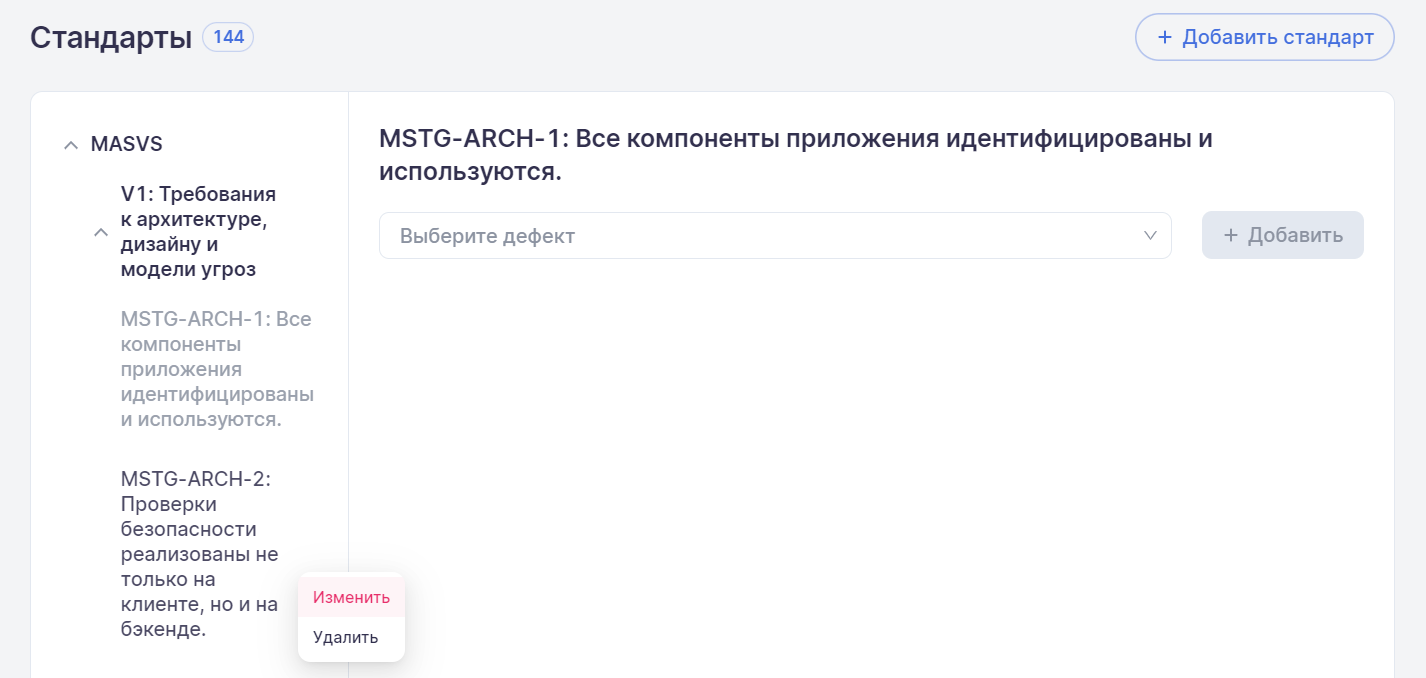 Стандарты 144
+ Добавить стандарт
MASVS
V1: Требования
к архитектуре,
дизайну и
модели угроз
MSTG-ARCH-1: Все
компоненты
приложения
идентифицированы
и используются.
MSTG-ARCH-2:
Проверки
безопасности
реализованы не
только на
клиенте, но и на
бэкенде.
Изменить
Удалить
MSTG-ARCH-1: Все компоненты приложения идентифицированы и
используются.
Выберите дефект
+ Добавить